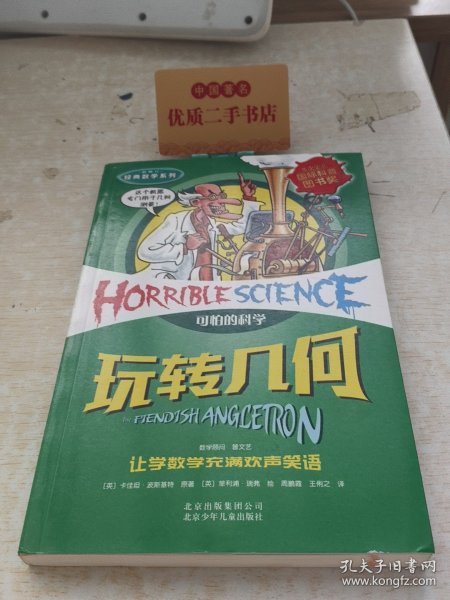 中国著名
优质二手书店
经典数学系列
国际科普
图书奖
这个机器
专门用于几何
测量!
HORRIBLE SCIENCE
可怕的科学
玩转几何
THE FIENDISH ANGLETRON
数学顾问 曾文艺
让学数学充满欢声笑语
[英] 卡佳坦·波斯基特 原著 [英] 菲利浦·瑞弗 绘 周鹏霞 王侑之 译
北京出版集团公司
北京少年儿童出版社
孔夫子旧书网
www.kongfz.com